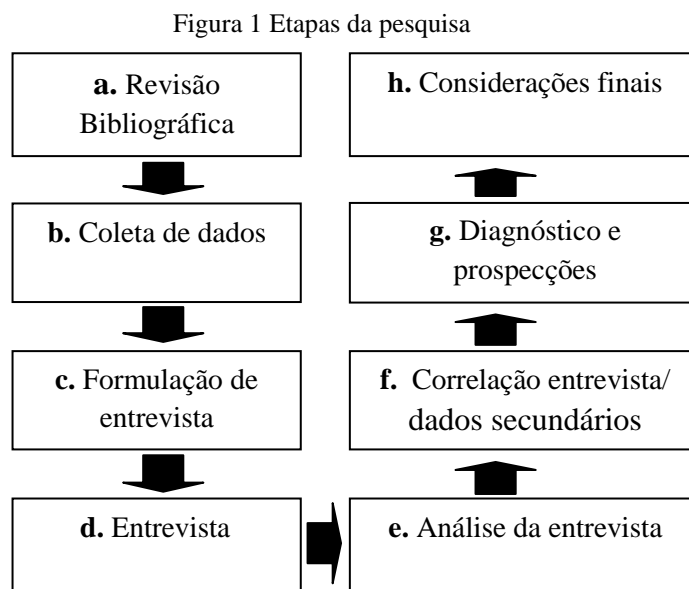 Figura 1 Etapas da pesquisa
a. Revisão
Bibliográfica
b. Coleta de dados
c. Formulação de
entrevista
d. Entrevista
e. Análise da entrevista
f. Correlação entrevista/
dados secundários
g. Diagnóstico e
prospecções
h. Considerações finais